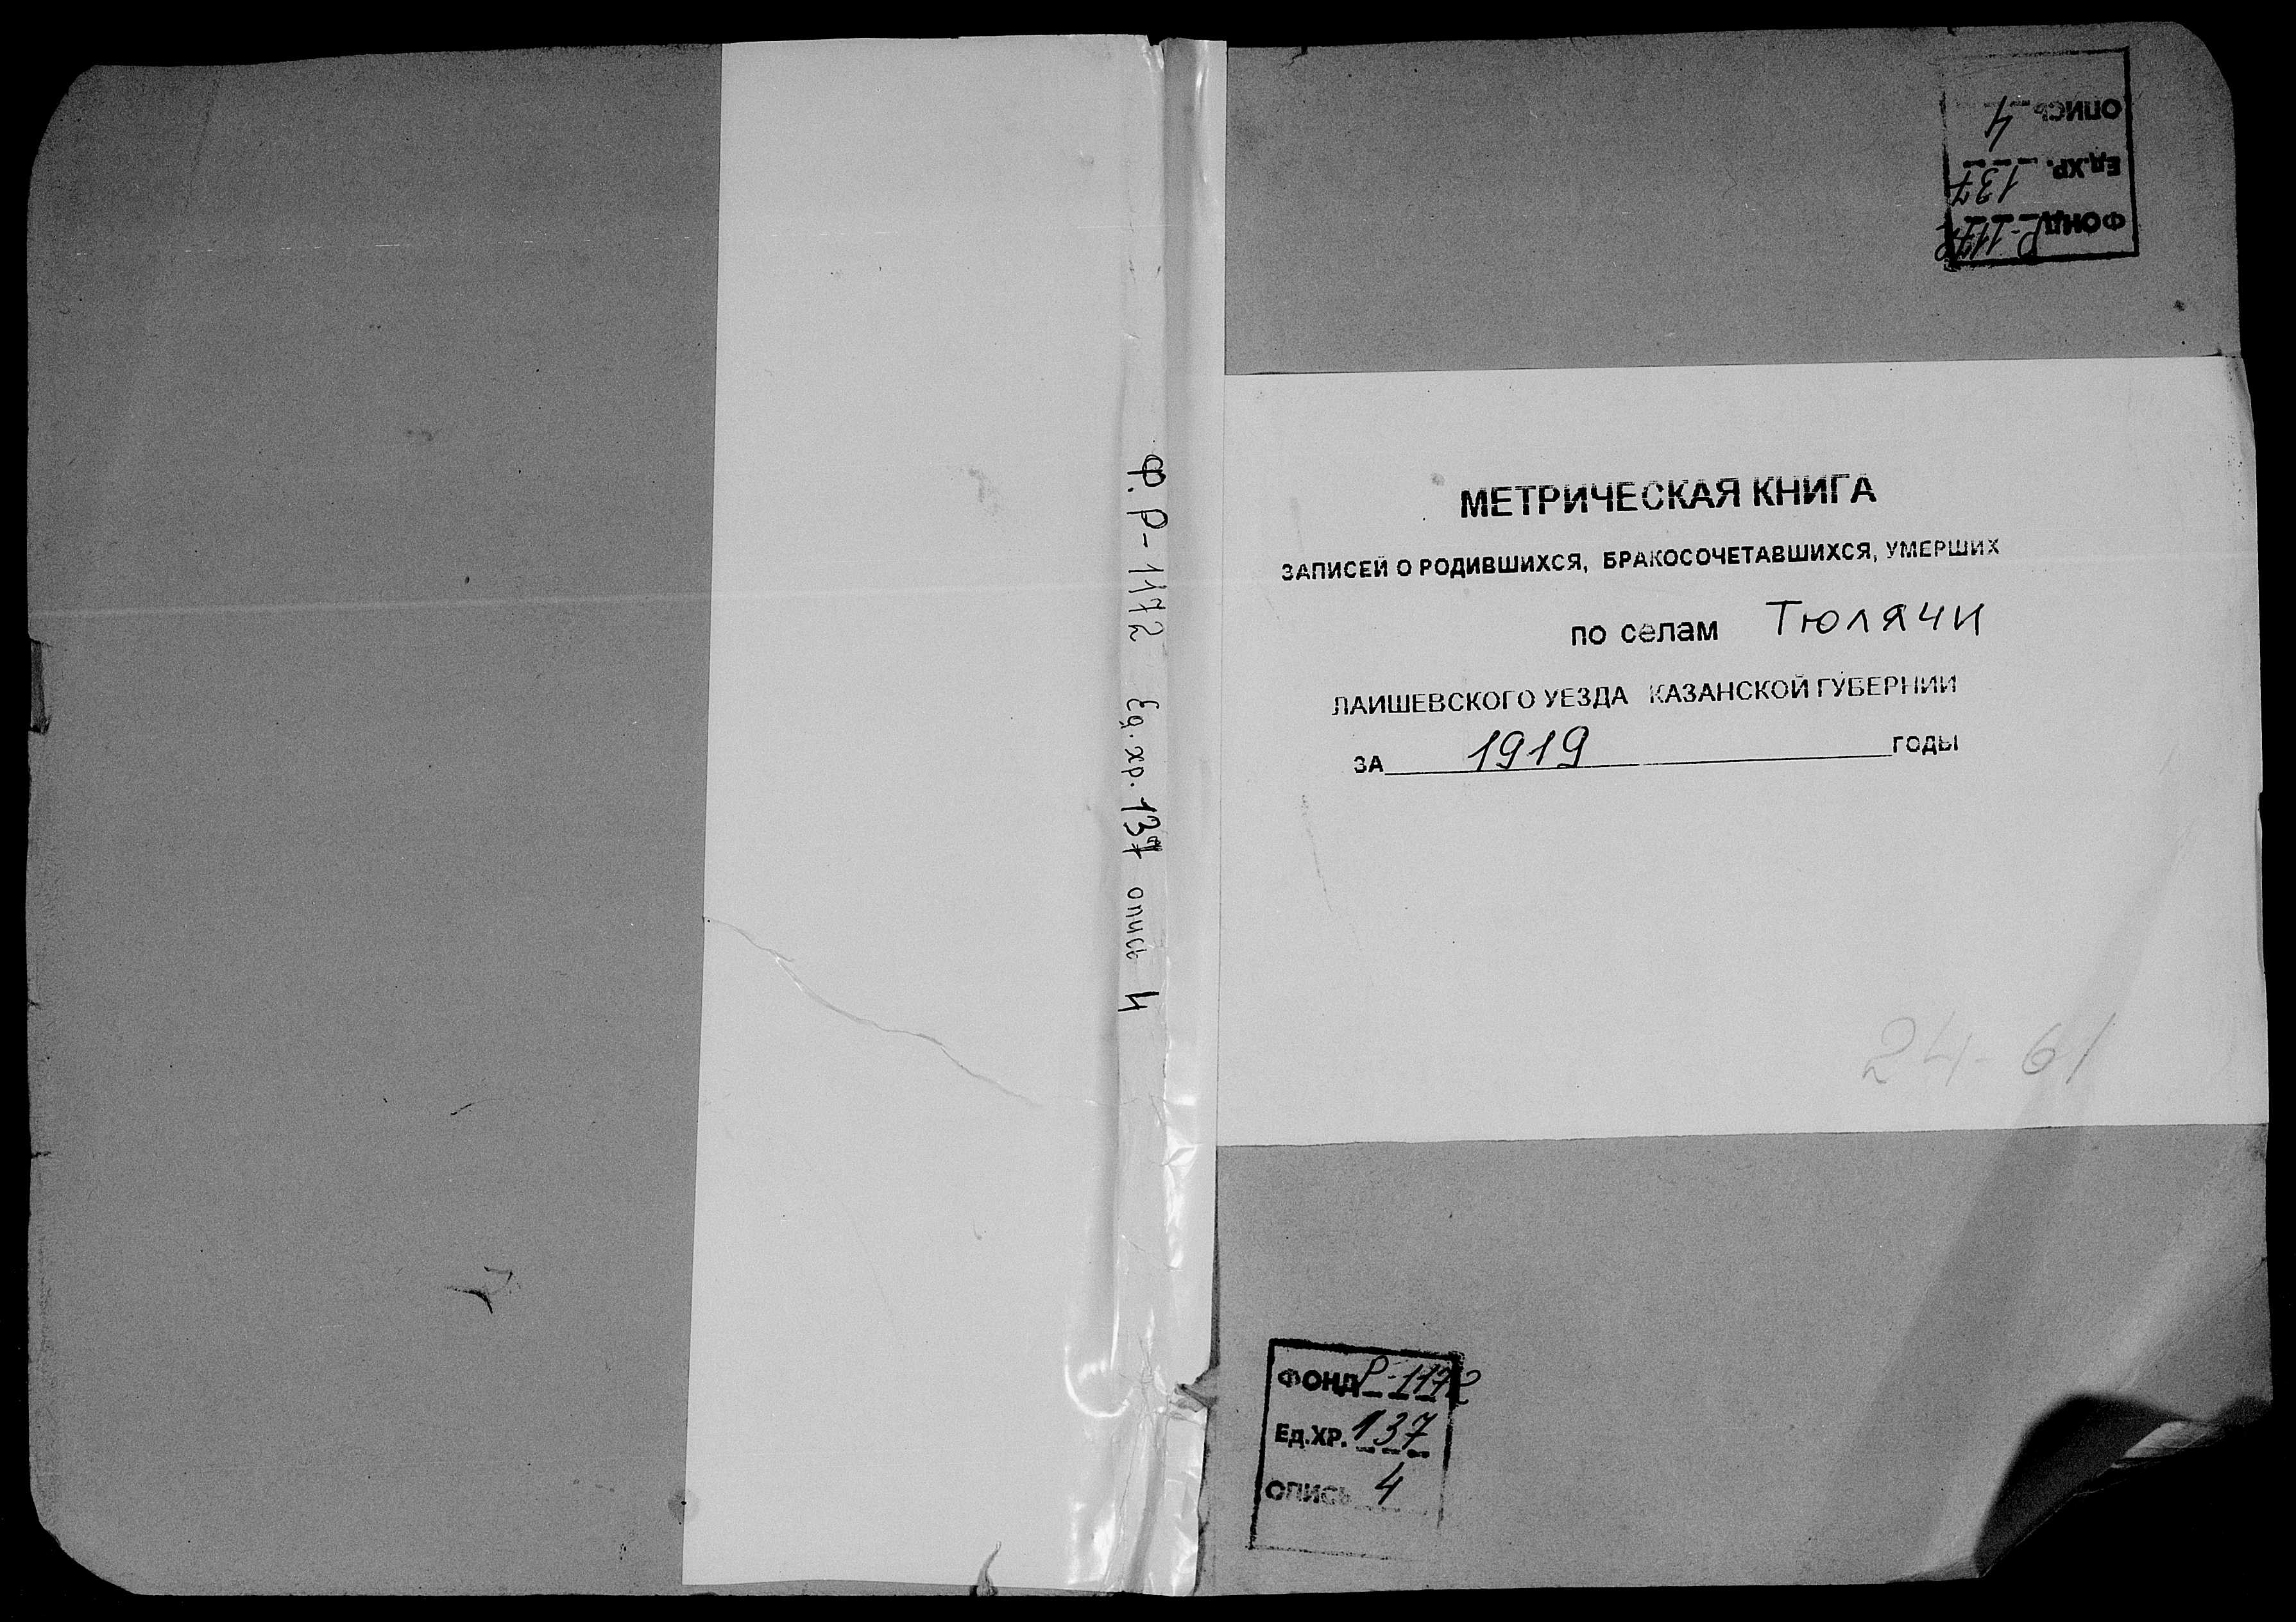 Ф. Р-1172 Ед. хр. 137 опись 4
ФОНД Р-1172
Ед.ХР. 137
ОПИСЬ 4
МЕТРИЧЕСКАЯ КНИГА
ЗАПИСЕЙ О РОДИВШИХСЯ, БРАКОСОЧЕТАВШИХСЯ, УМЕРШИХ
по селам Тюлячи
ЛАИШЕВСКОГО УЕЗДА КАЗАНСКОЙ ГУБЕРНИИ
ЗА 1919 ГОДЫ
24-61
ФОНД Р-1172
Ед.ХР. 137
ОПИСЬ 4